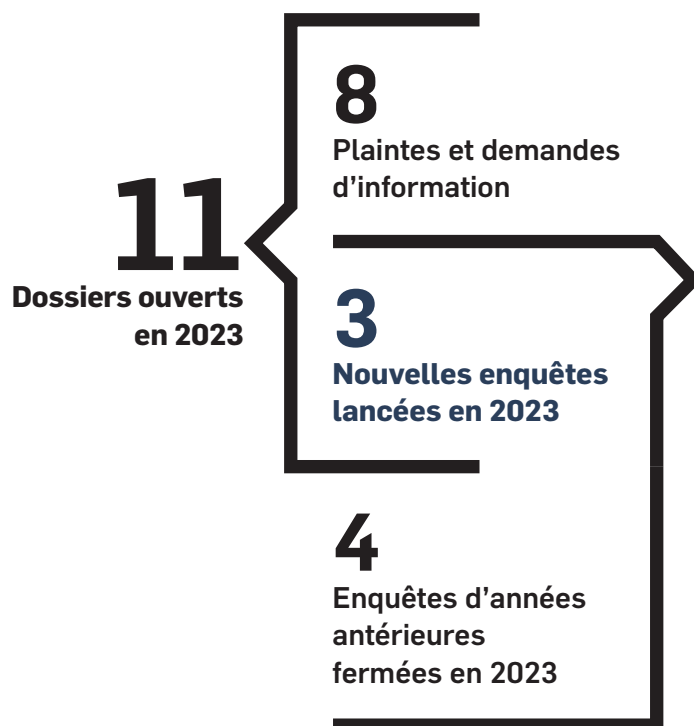 11
Dossiers ouverts
en 2023
8
Plaintes et demandes
d’information
3
Nouvelles enquêtes
lancées en 2023
4
Enquêtes d’années
antérieures
fermées en 2023